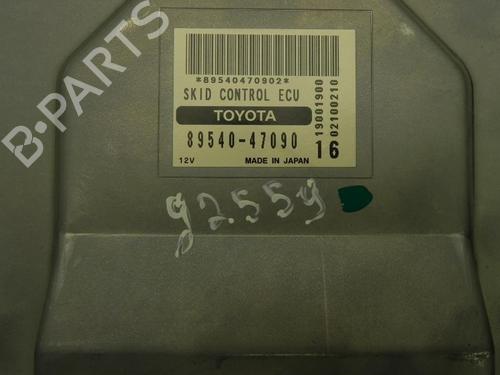 *89540470902*
SKID CONTROL ECU
TOYOTA
89540-47090
12V MADE IN JAPAN
16
19001900
02100210
92559
B-PARTS